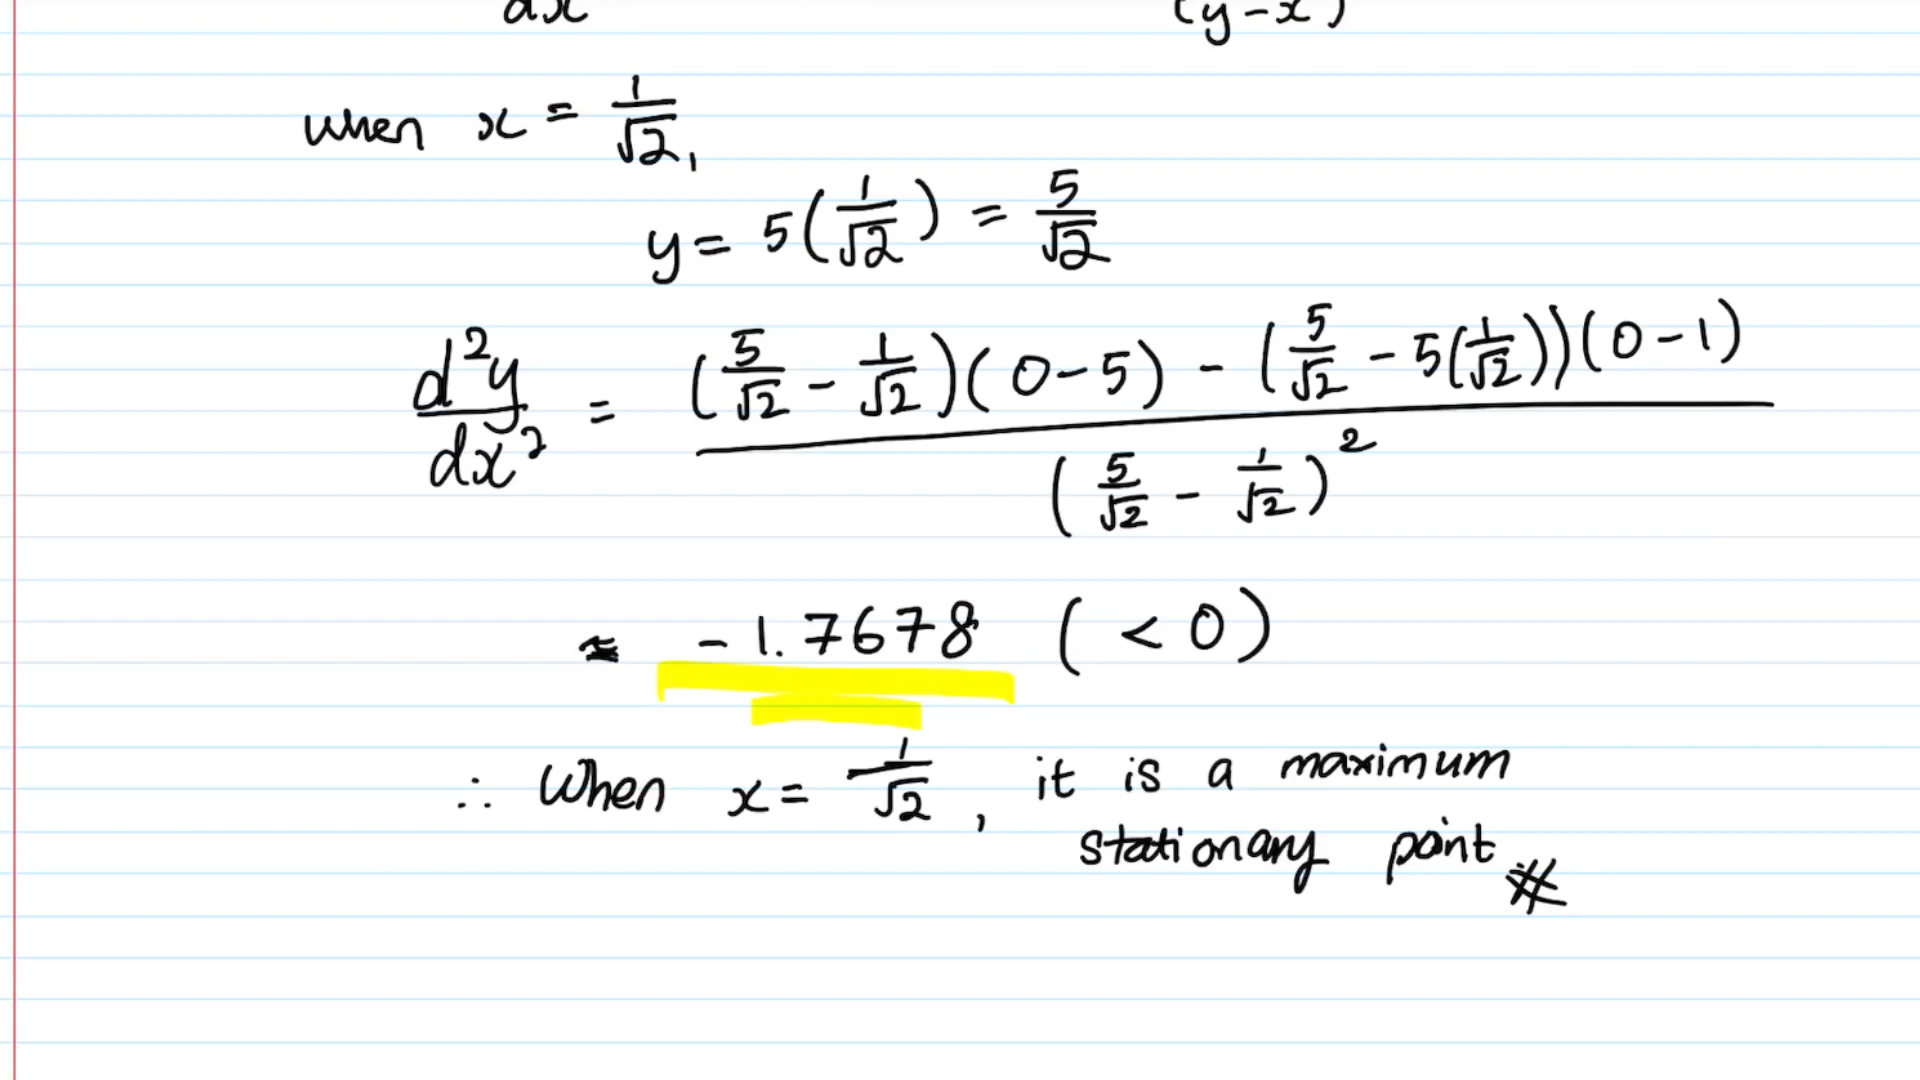 dx (y-x)
when x = 1/√2,
y = 5(1/√2) = 5/√2
d²y/dx² = ((5/√2 - 1/√2)(0-5) - (5/√2 - 5(1/√2))(0-1)) / (5/√2 - 1/√2)²
≈ -1.7678 (<0)
∴ When x = 1/√2, it is a maximum
stationary point